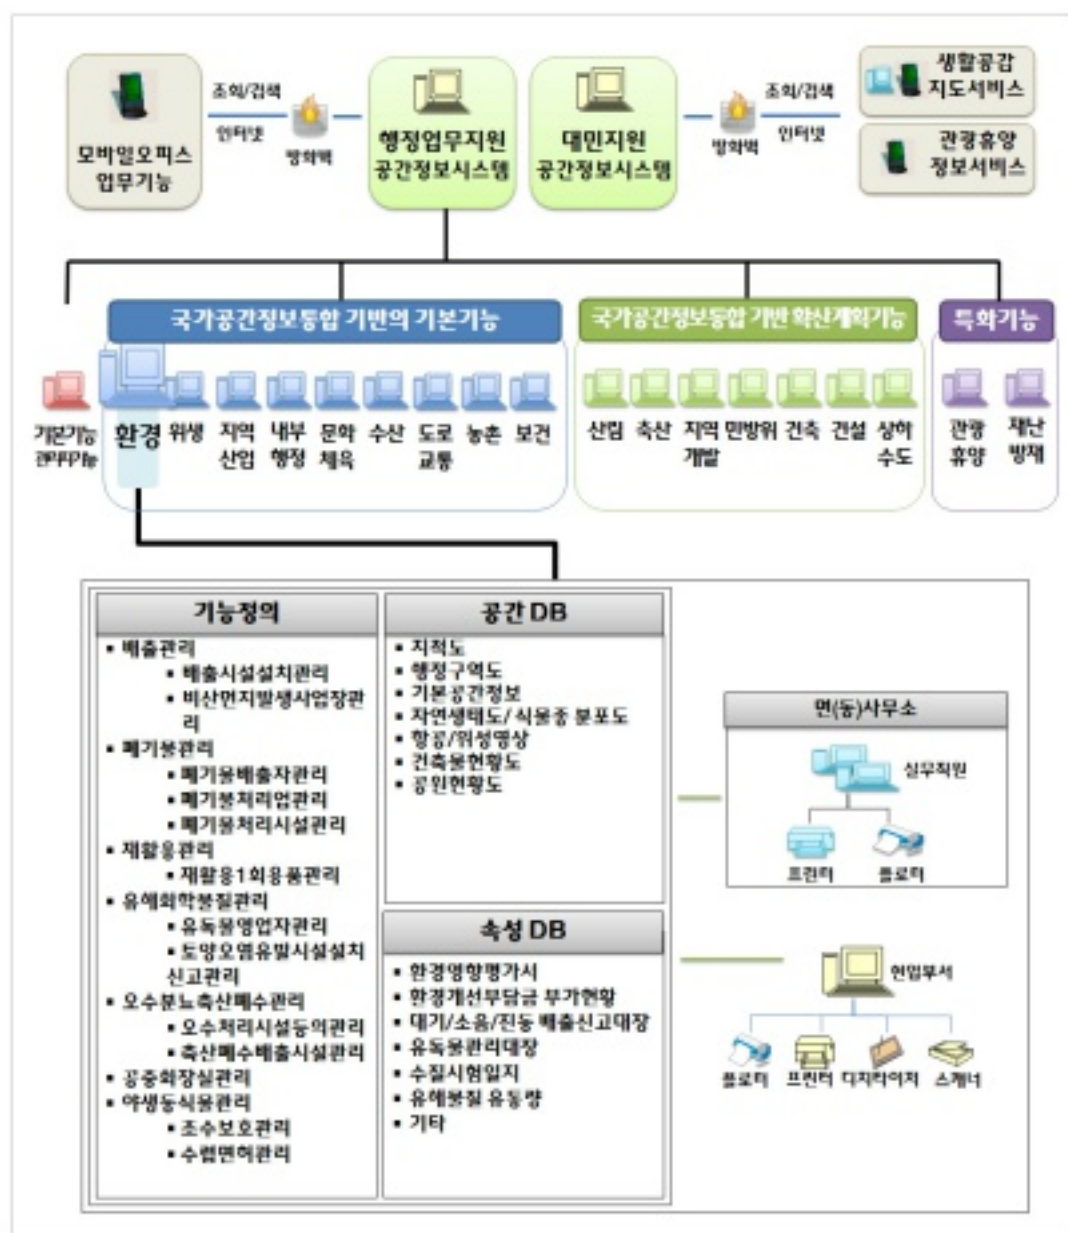 모바일오피스
업무기능
조회/검색
인터넷
방화벽
행정업무지원
공간정보시스템
대민지원
공간정보시스템
방화벽
조회/검색
인터넷
생활공감
지도서비스
관광휴양
정보서비스
국가공간정보통합 기반의 기본기능
국가공간정보통합 기반 확산계획기능
특화기능
기본기능
환경
위생
지역
산업
내부
행정
문화
체육
수산
도로
교통
농촌
보건
산림
축산
지역
개발
민방위
건축
건설
상하
수도
관광
휴양
재난
방재
기능정의
▪ 배출관리
▪ 배출시설설치관리
▪ 비산먼지발생사업장관
리
▪ 폐기물관리
▪ 폐기물배출자관리
▪ 폐기물처리업관리
▪ 폐기물처리시설관리
▪ 재활용관리
▪ 재활용1회용품관리
▪ 유해화학물질관리
▪ 유독물영업자관리
▪ 토양오염유발시설설치
신고관리
▪ 오수분뇨축산폐수관리
▪ 오수처리시설등의관리
▪ 축산폐수배출시설관리
▪ 공중화장실관리
▪ 야생동식물관리
▪ 조수보호관리
▪ 수렵면허관리
공간 DB
▪ 지적도
▪ 행정구역도
▪ 기본공간정보
▪ 자연생태도/ 식물종 분포도
▪ 항공/위성영상
▪ 건축물현황도
▪ 공원현황도
속성 DB
▪ 환경영향평가서
▪ 환경개선부담금 부가현황
▪ 대기/소음/진동 배출신고대장
▪ 유독물관리대장
▪ 수질시험일지
▪ 유해물질 유동량
▪ 기타
면(동)사무소
실무직원
프린터
플로터
현업부서
플로터
프린터
디지타이저
스캐너